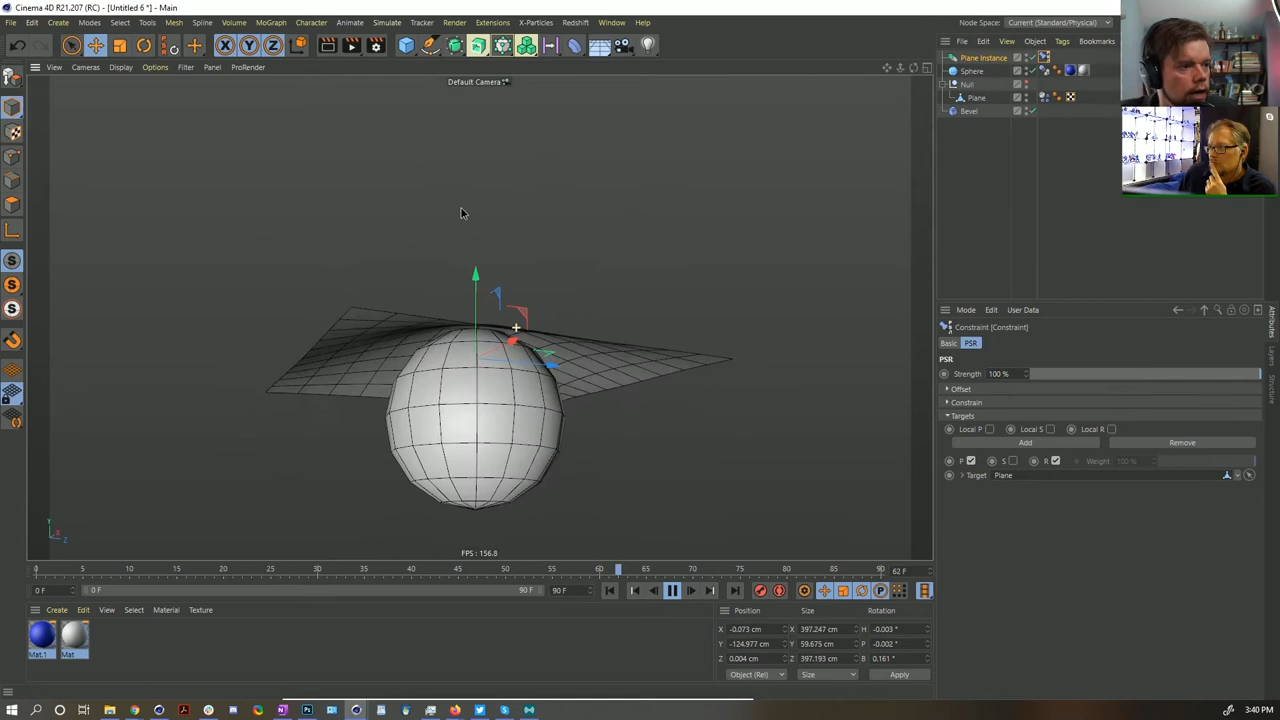 Cinema 4D R21.207 (RC) - [Untitled 6 *] - Main
File Edit Create Modes Select Tools Mesh Spline Volume MoGraph Character Animate Simulate Tracker Render Extensions X-Particles Redshift Window Help
Node Space: Current (Standard/Physical)
File Edit View Object Tags Bookmarks
View Cameras Display Options Filter Panel ProRender
Default Camera
Plane Instance
Sphere
Null
Plane
Bevel
X Y Z
Mode Edit User Data
Constraint [Constraint]
Basic PSR
PSR
Strength 100 %
Offset
Constrain
Targets
Local P Local S Local R
Add Remove
P S R Weight 100 %
Target Plane
Attributes
Layers
Structure
Y
X
Z
FPS : 156.8
0 5 10 15 20 25 30 35 40 45 50 55 60 65 70 75 80 85 90 62 F
0 F 0 F 90 F 90 F
Create Edit View Select Material Texture
Mat.1 Mat
Position Size Rotation
X -0.073 cm X 397.247 cm H -0.003 °
Y -124.977 cm Y 59.675 cm P -0.002 °
Z 0.004 cm Z 397.193 cm B 0.161 °
Object (Rel) Size Apply
3:40 PM